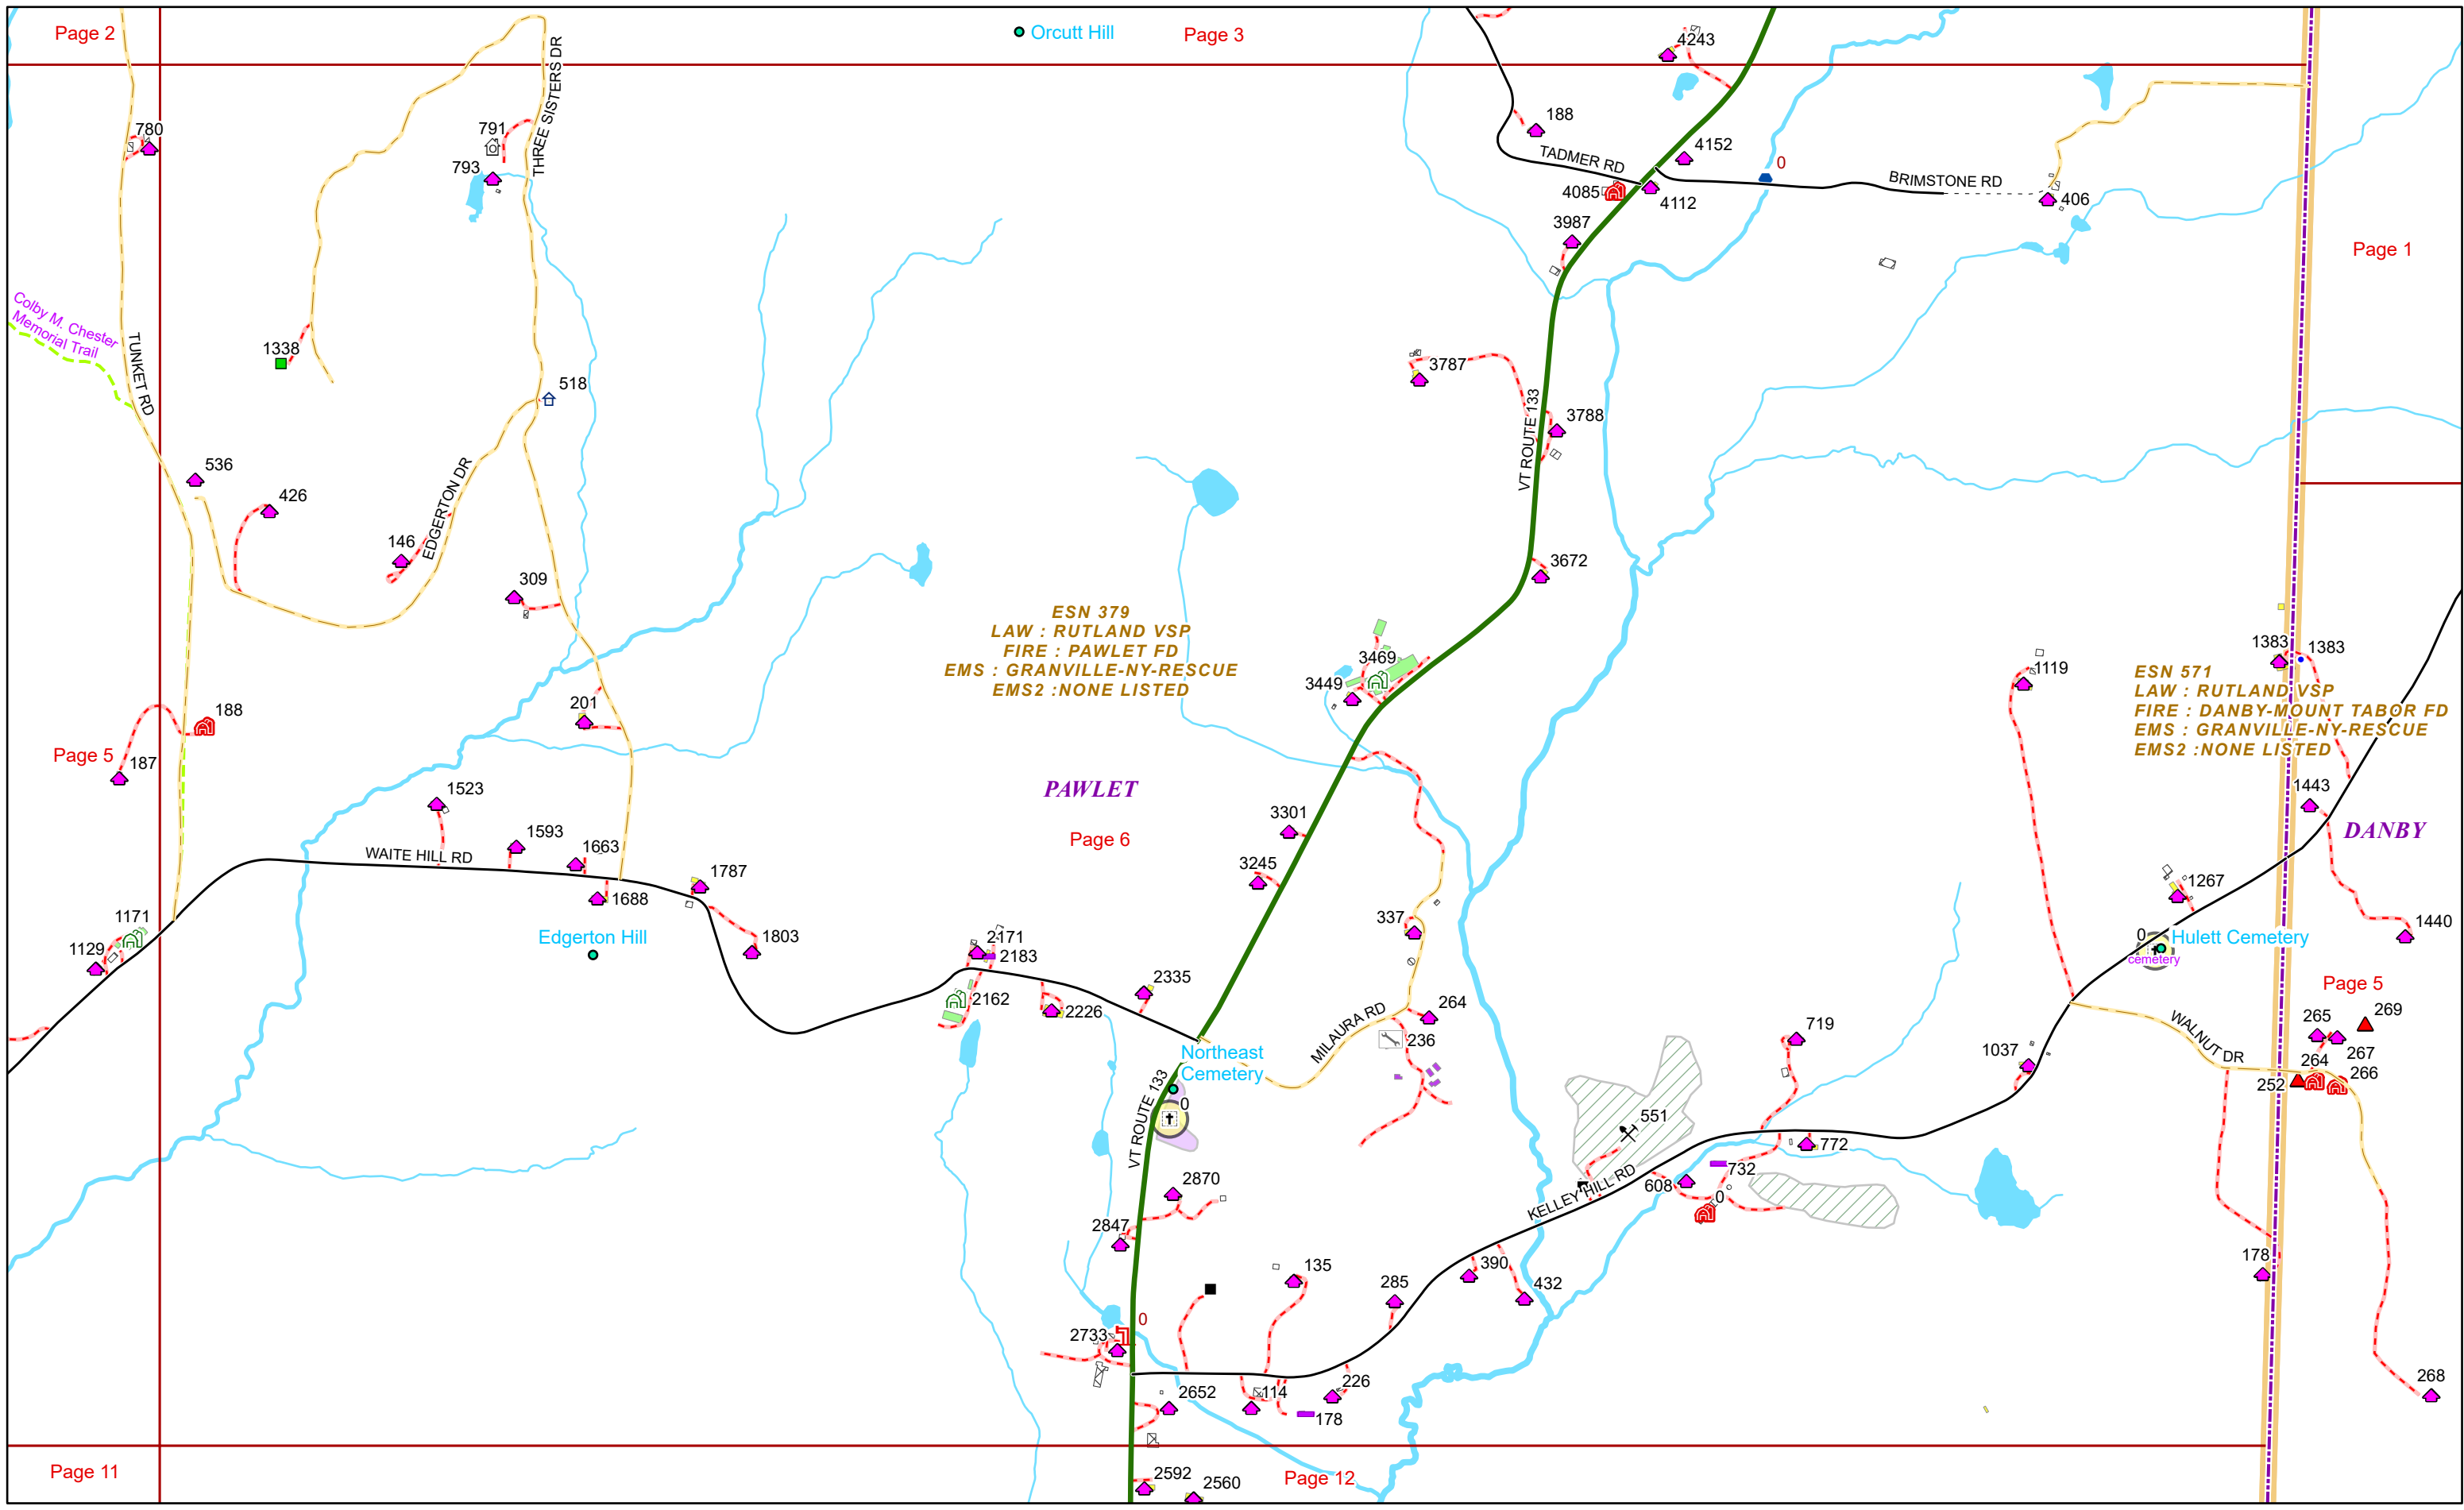 Page 2
Orcutt Hill
Page 3
4243
THREE SISTERS DR
780
791
793
188
4152
TADMER RD
0
BRIMSTONE RD
4085
4112
406
3987
Page 1
Colby M. Chester
Memorial Trail
TUNKET RD
1338
518
3787
3788
VT ROUTE 133
536
426
EDGERTON DR
146
309
3672
ESN 379
LAW : RUTLAND VSP
FIRE : PAWLET FD
EMS : GRANVILLE-NY-RESCUE
EMS2 :NONE LISTED
3469
3449
1119
1383
1383
ESN 571
LAW : RUTLAND VSP
FIRE : DANBY-MOUNT TABOR FD
EMS : GRANVILLE-NY-RESCUE
EMS2 :NONE LISTED
201
188
Page 5
187
1523
PAWLET
Page 6
3301
1443
DANBY
1593
1663
WAITE HILL RD
1688
1787
3245
1267
1171
1129
Edgerton Hill
1803
2171
2183
337
0
Hulett Cemetery
cemetery
1440
2162
2226
2335
264
MILAURA RD
236
719
Page 5
269
265
WALNUT DR
267
264
266
252
1037
Northeast
Cemetery
0
VT ROUTE 133
551
772
732
608
0
KELLEY HILL RD
2870
2847
135
285
390
432
178
0
2733
2652
114
226
178
268
Page 11
2592
2560
Page 12